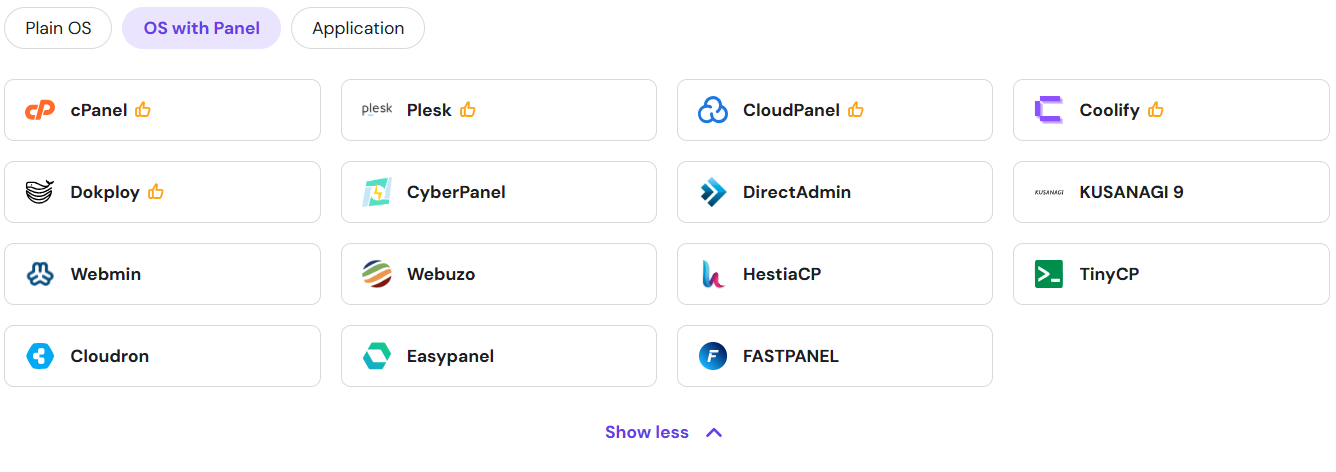 Plain OS OS with Panel Application
cPanel plesk Plesk CloudPanel Coolify
Dokploy CyberPanel DirectAdmin KUSANAGI KUSANAGI 9
Webmin Webuzo HestiaCP TinyCP
Cloudron Easypanel FASTPANEL
Show less